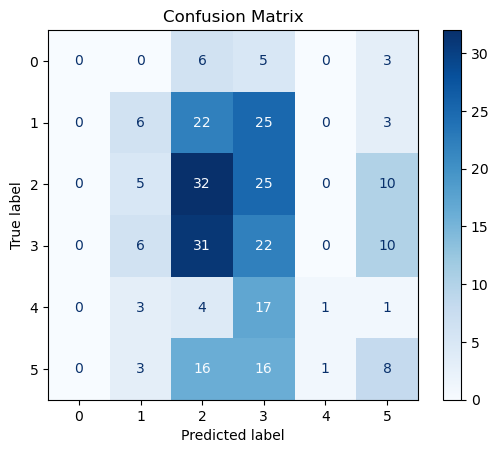 Confusion Matrix
0 0 0 6 5 0 3
1 0 6 22 25 0 3
2 0 5 32 25 0 10
3 0 6 31 22 0 10
4 0 3 4 17 1 1
5 0 3 16 16 1 8
0 1 2 3 4 5
Predicted label
True label
30
25
20
15
10
5
0